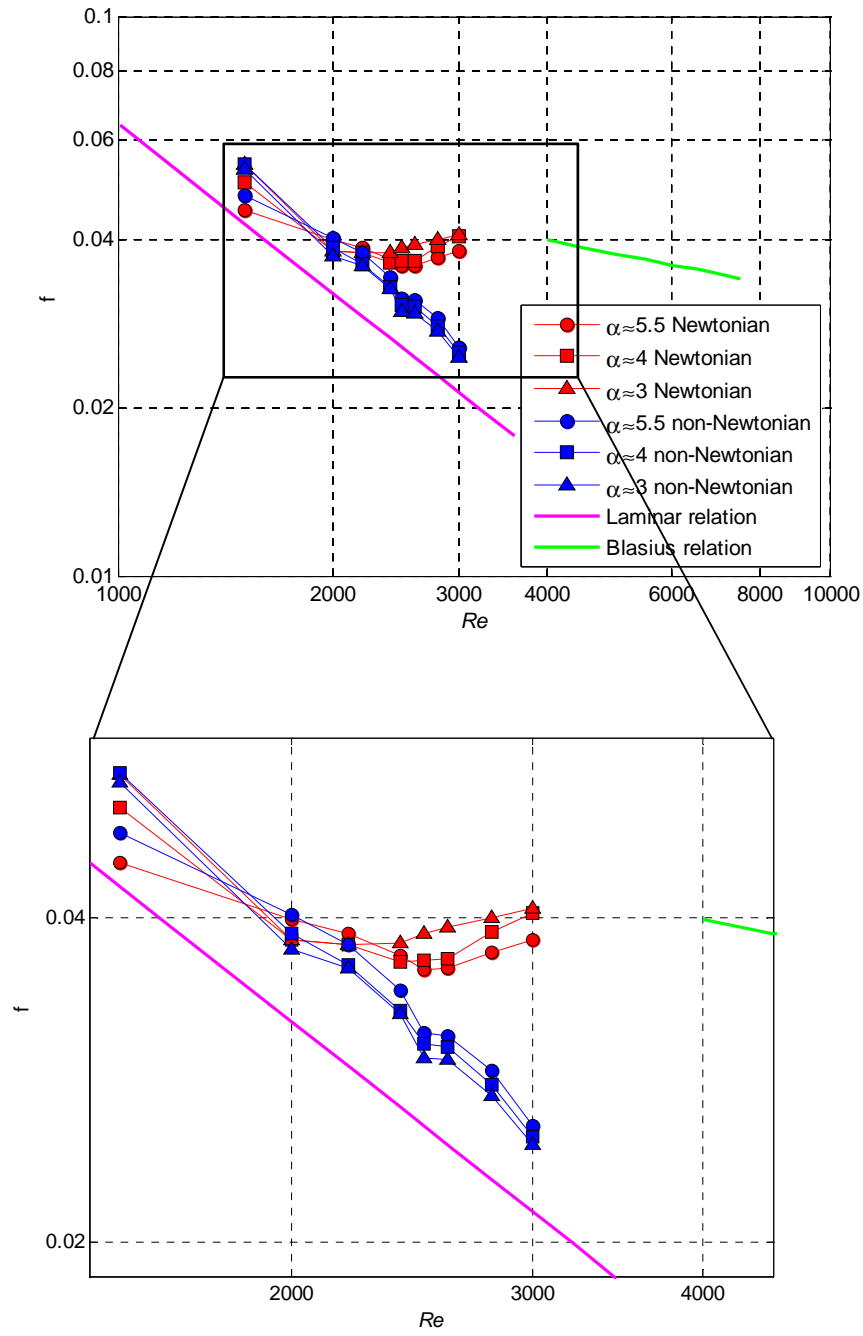 0.1
0.08
0.06
0.04
0.02
0.01
f
α≈5.5 Newtonian
α≈4 Newtonian
α≈3 Newtonian
α≈5.5 non-Newtonian
α≈4 non-Newtonian
α≈3 non-Newtonian
Laminar relation
Blasius relation
1000 2000 3000 4000 6000 8000 10000
Re
0.04
0.02
f
2000 3000 4000
Re